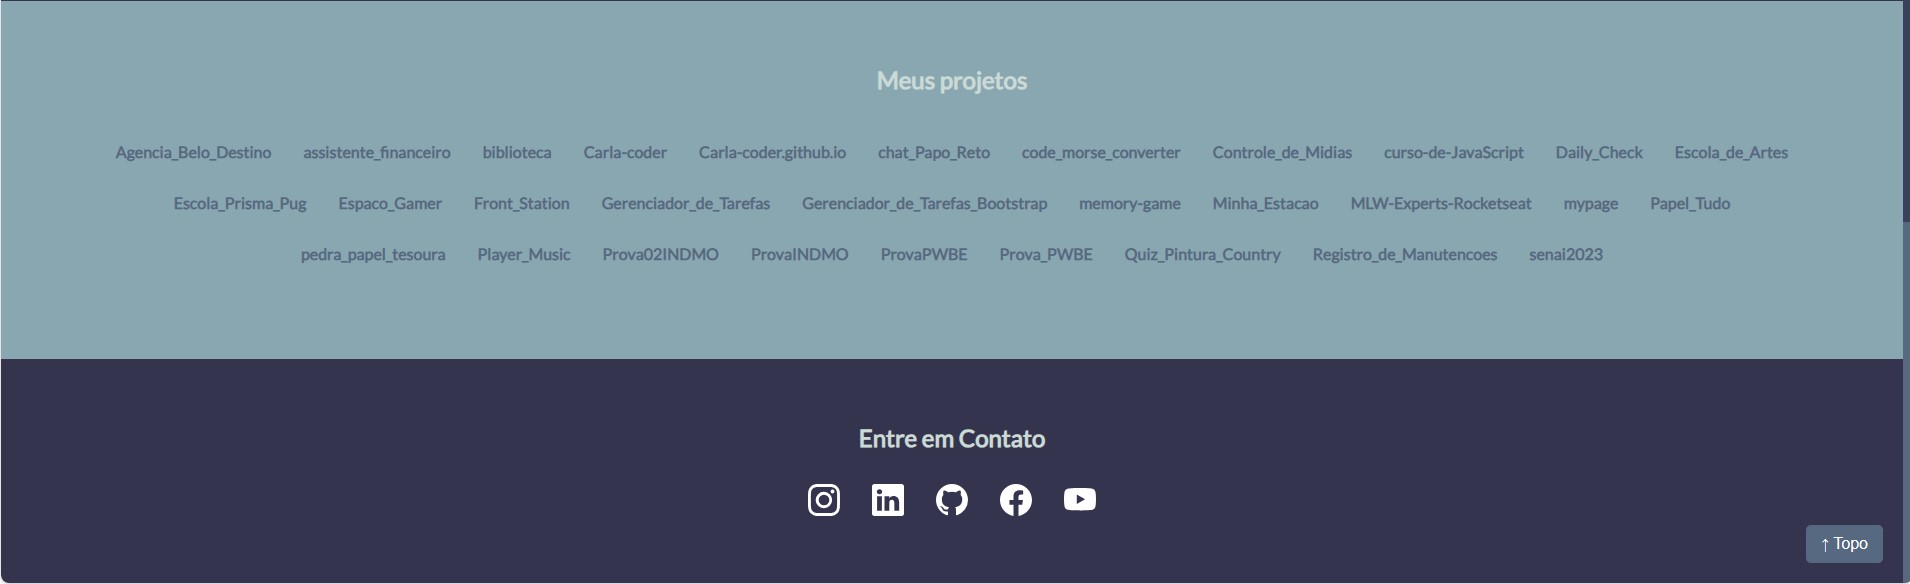 Meus projetos
Agencia_Belo_Destino assistente_financeiro biblioteca Carla-coder Carla-coder.github.io chat_Papo_Reto code_morse_converter Controle_de_Midias curso-de-JavaScript Daily_Check Escola_de_Artes
Escola_Prisma_Pug Espaco_Gamer Front_Station Gerenciador_de_Tarefas Gerenciador_de_Tarefas_Bootstrap memory-game Minha_Estacao MLW-Experts-Rocketseat mypage Papel_Tudo
pedra_papel_tesoura Player_Music Prova02INDMO ProvaINDMO ProvaPWBE Prova_PWBE Quiz_Pintura_Country Registro_de_Manutencoes senai2023
Entre em Contato
↑ Topo